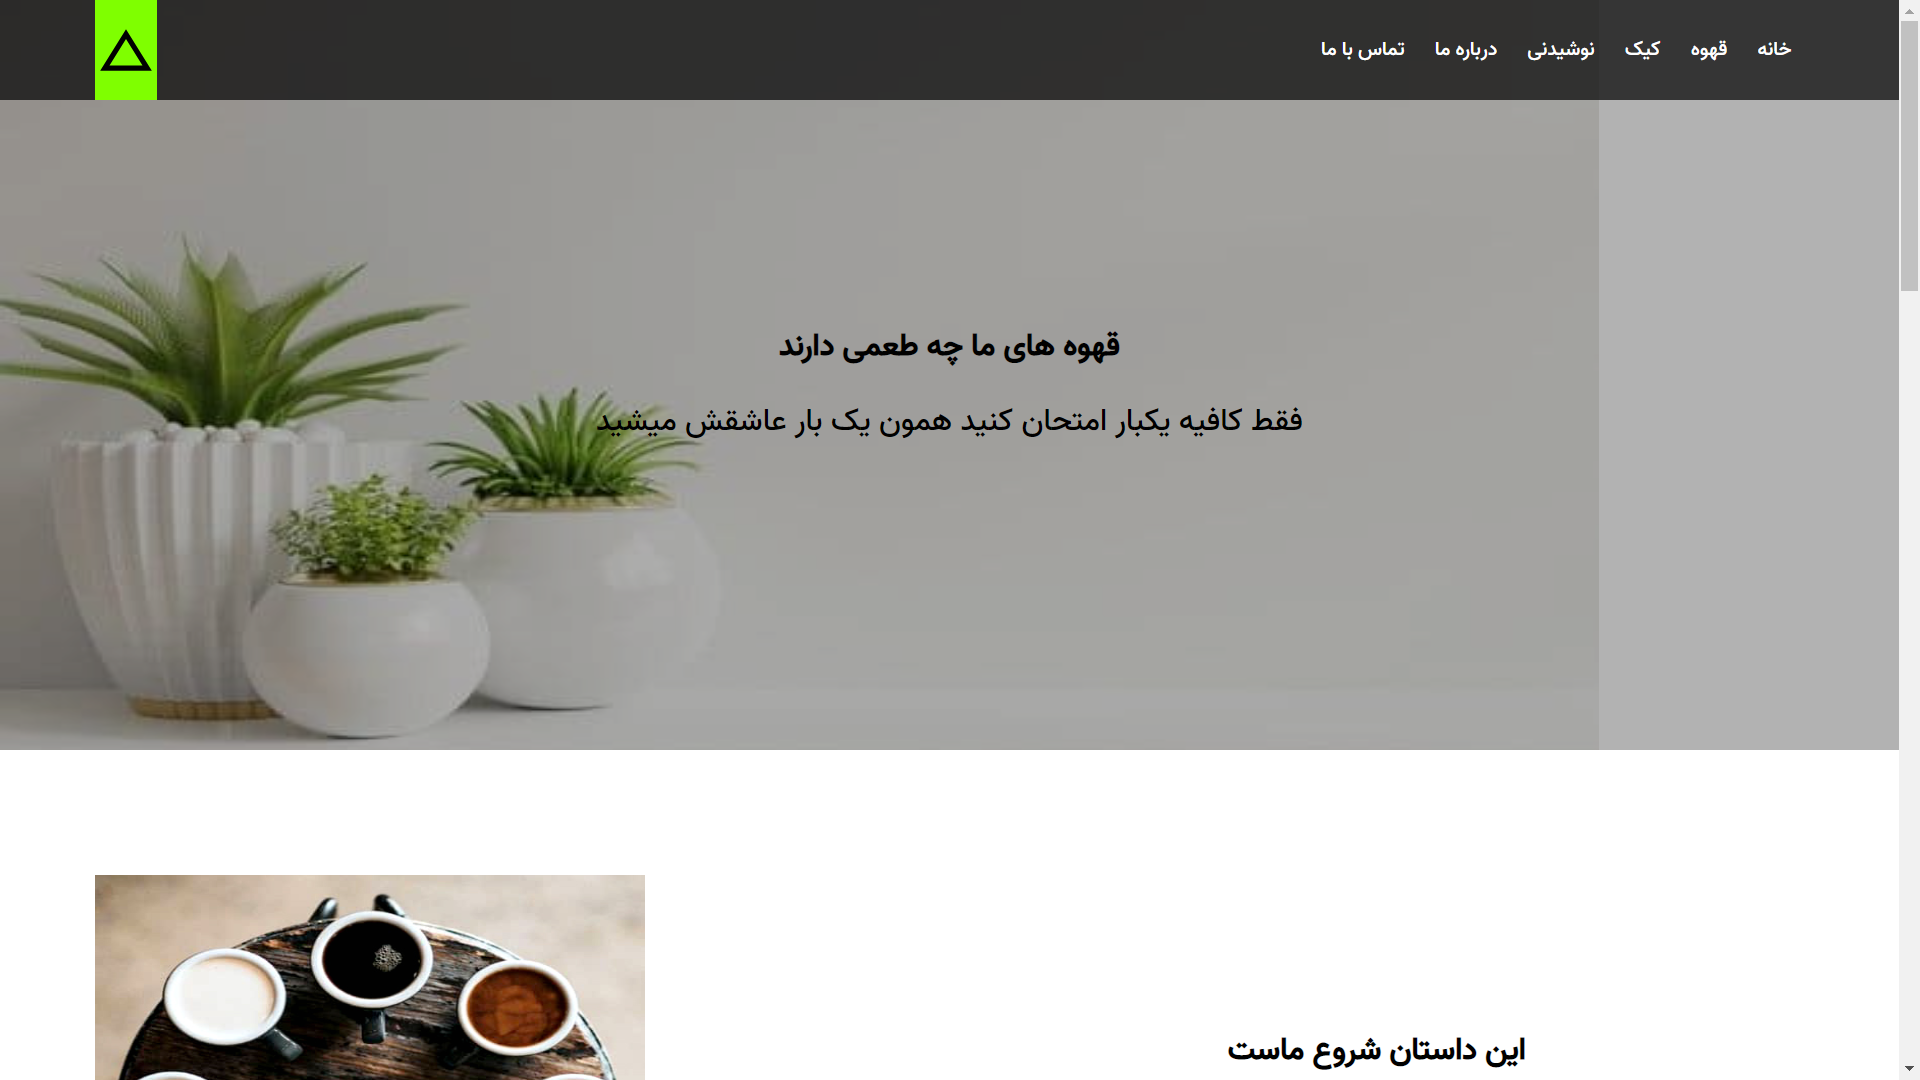 خانه
قهوه
کیک
نوشیدنی
درباره ما
تماس با ما
قهوه های ما چه طعمی دارند
فقط کافیه یکبار امتحان کنید همون یک بار عاشقش میشید
این داستان شروع ماست